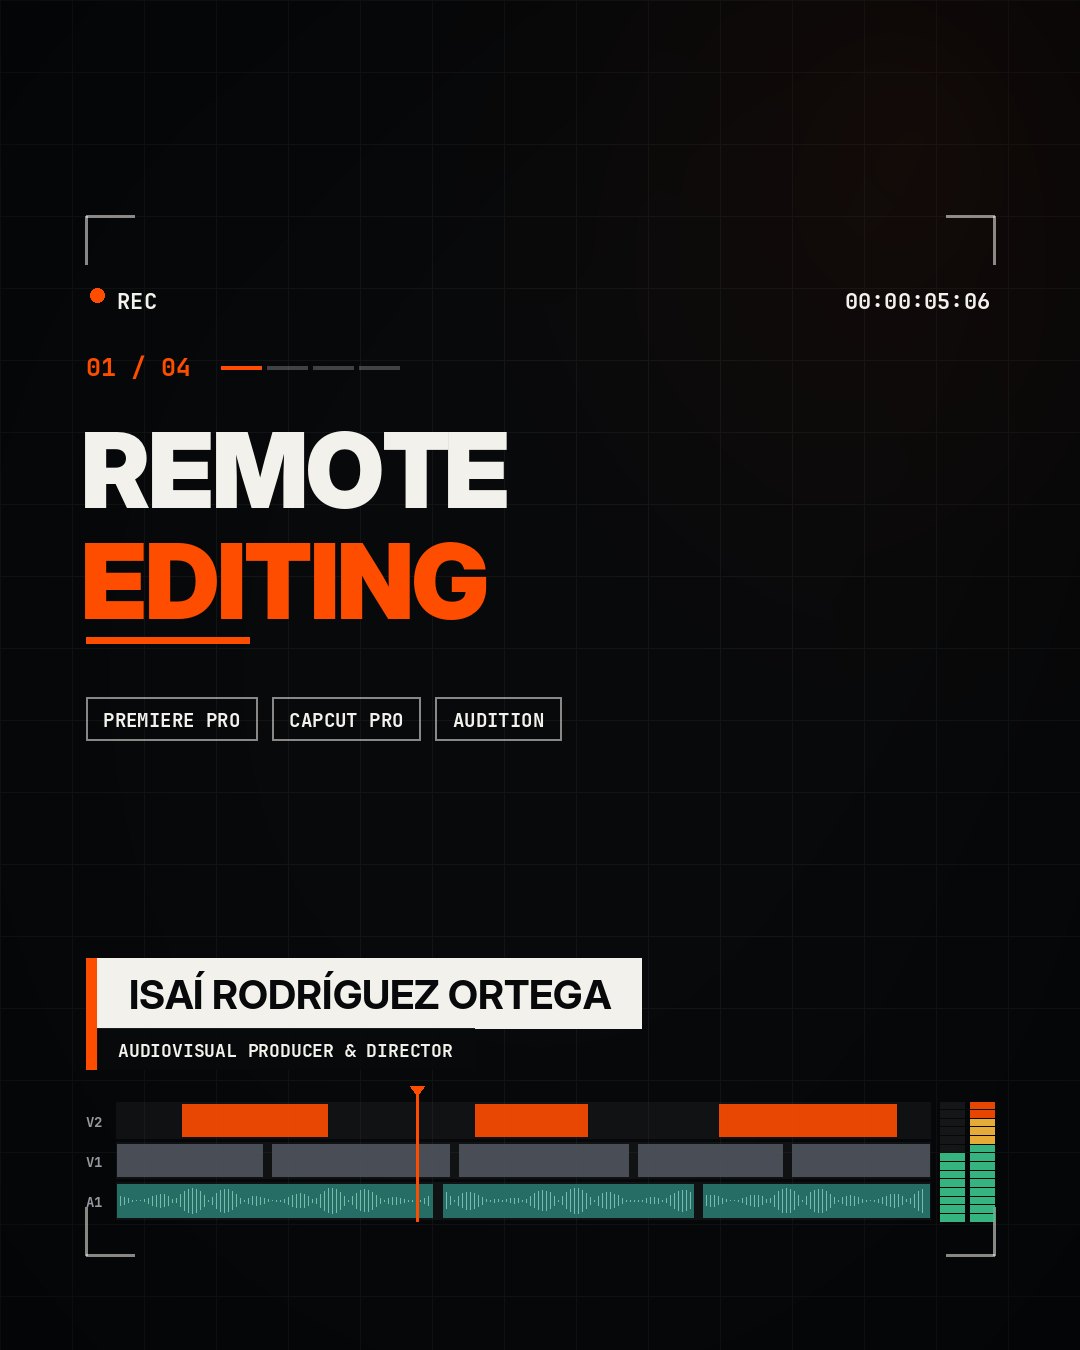 REC
00:00:05:06
01 / 04
REMOTE
EDITING
PREMIERE PRO
CAPCUT PRO
AUDITION
ISAÍ RODRÍGUEZ ORTEGA
AUDIOVISUAL PRODUCER & DIRECTOR
V2
V1
A1